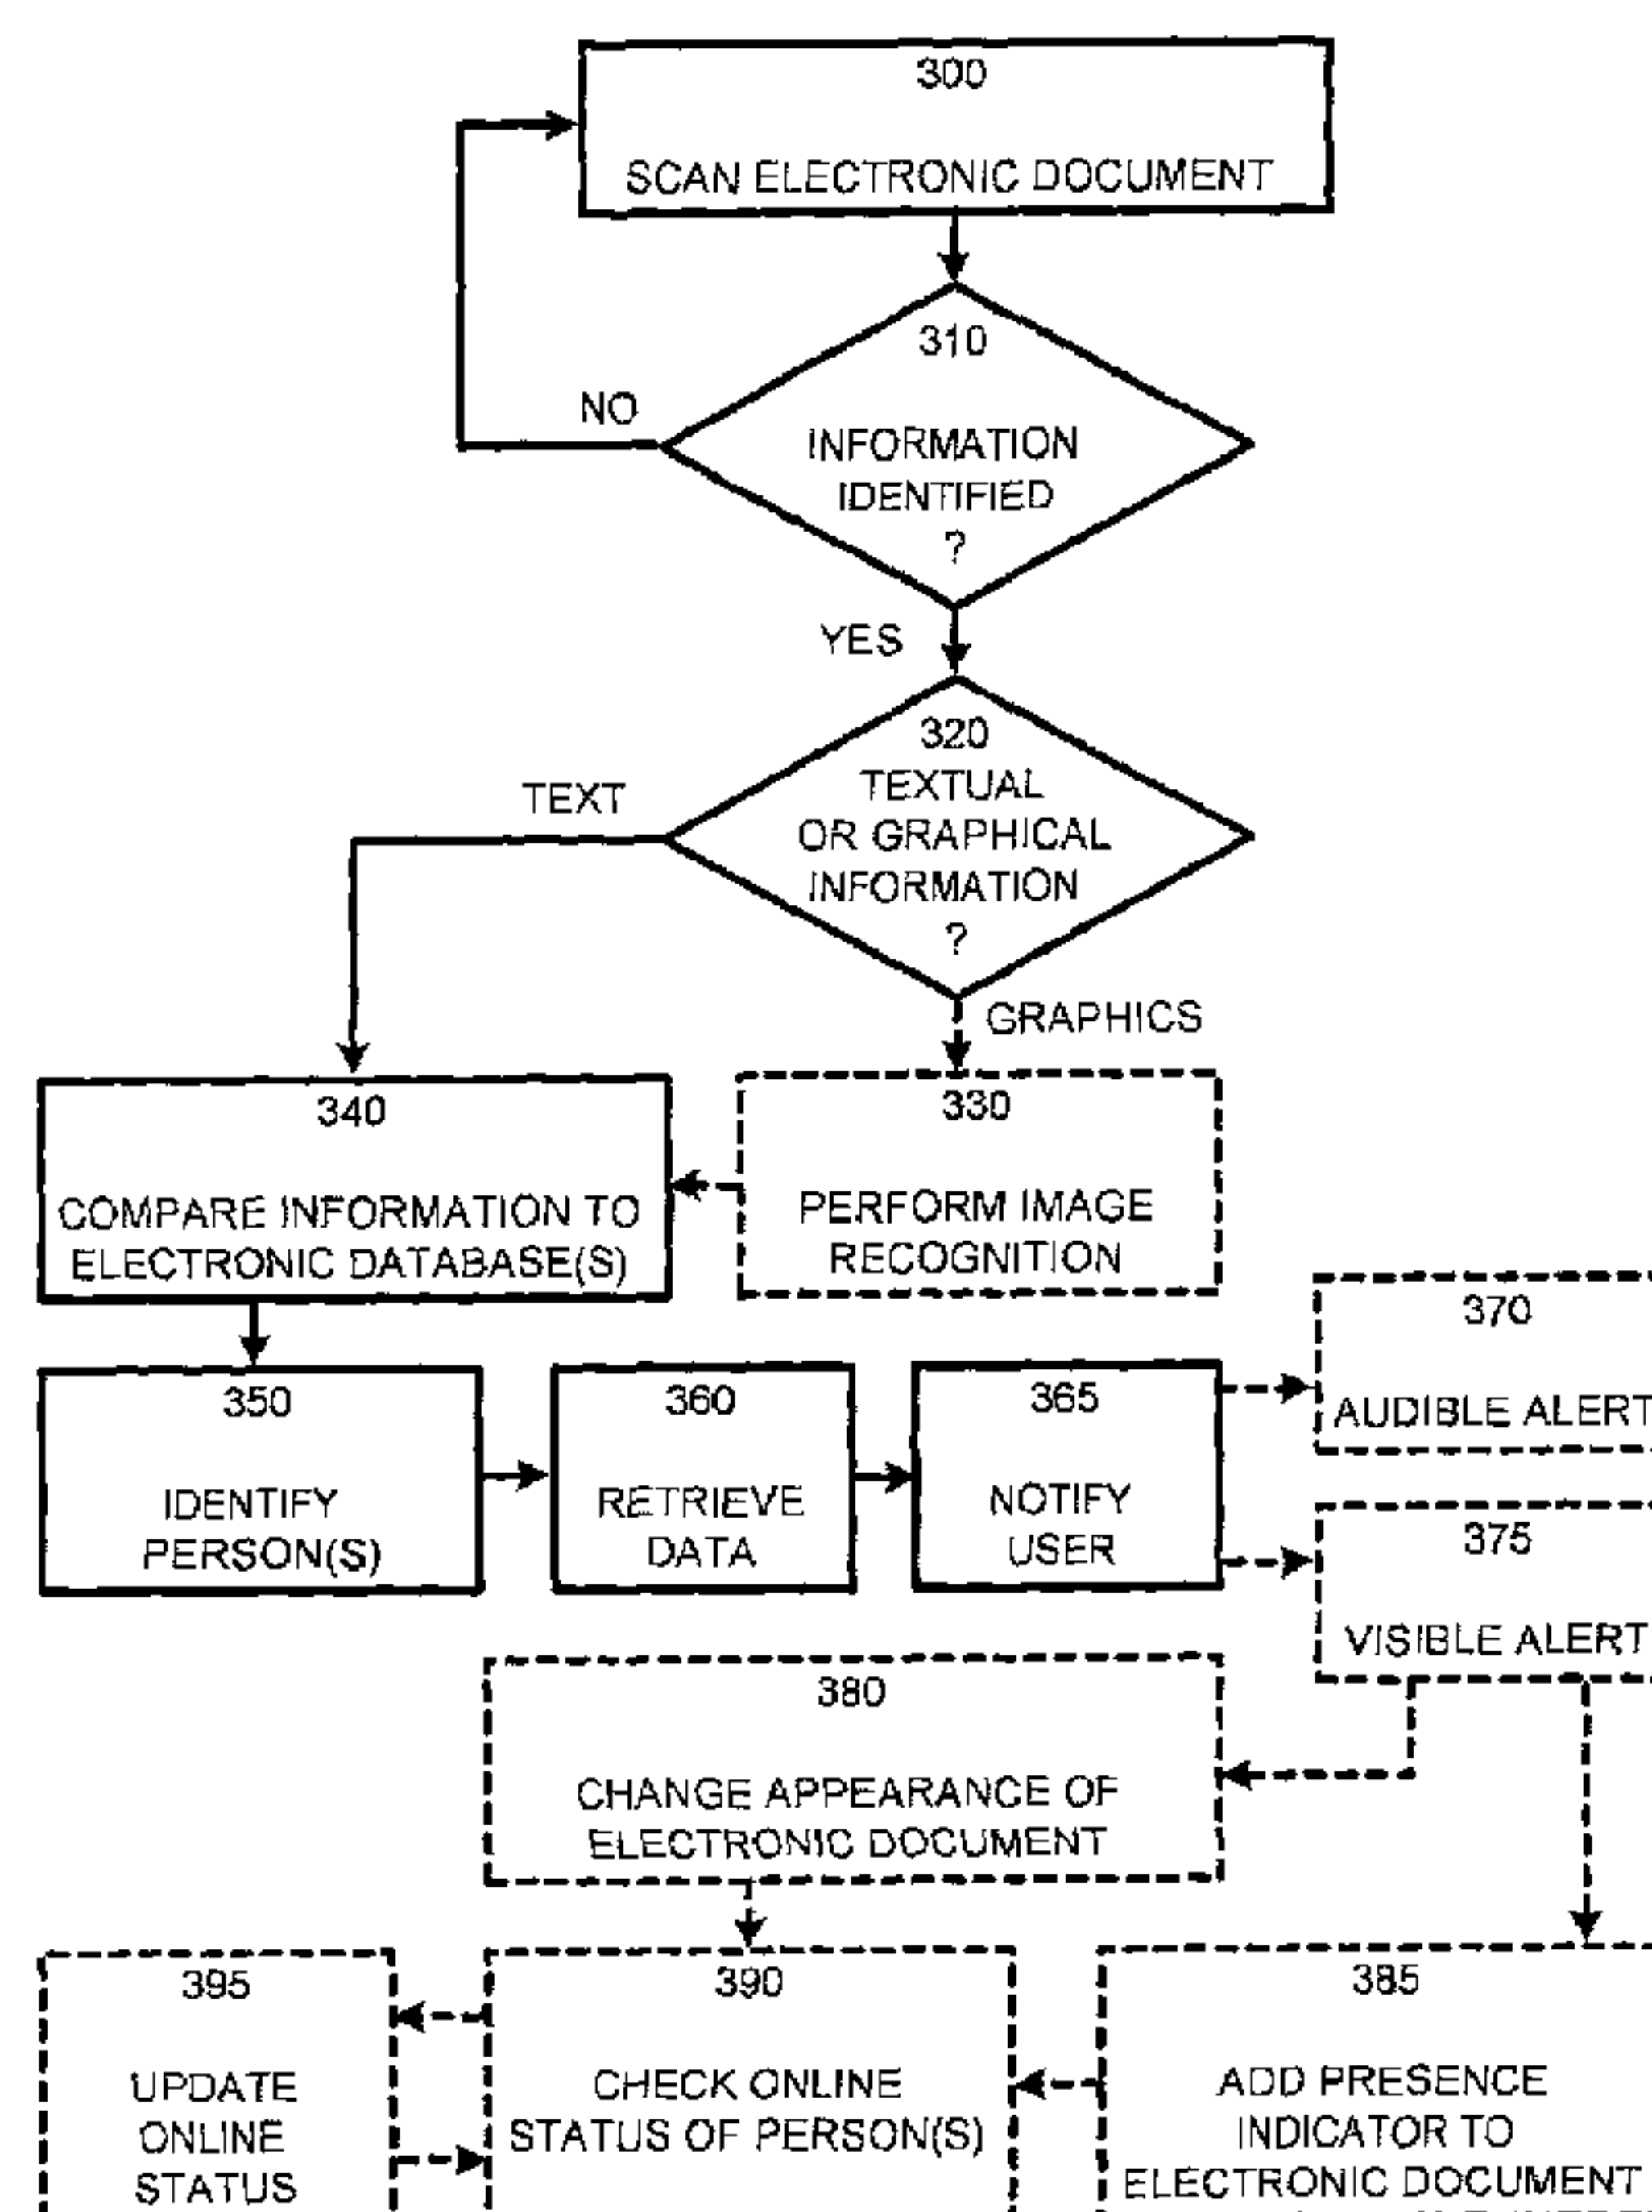 300
SCAN ELECTRONIC DOCUMENT
310
NO
INFORMATION
IDENTIFIED
?
YES
320
TEXTUAL
TEXT
OR GRAPHICAL
INFORMATION
?
GRAPHICS
340
COMPARE INFORMATION TO
ELECTRONIC DATABASE(S)
330
PERFORM IMAGE
RECOGNITION
350
IDENTIFY
PERSON(S)
360
RETRIEVE
DATA
365
NOTIFY
USER
370
AUDIBLE ALERT
375
VISIBLE ALERT
380
CHANGE APPEARANCE OF
ELECTRONIC DOCUMENT
395
UPDATE
ONLINE
STATUS
390
CHECK ONLINE
STATUS OF PERSON(S)
385
ADD PRESENCE
INDICATOR TO
ELECTRONIC DOCUMENT